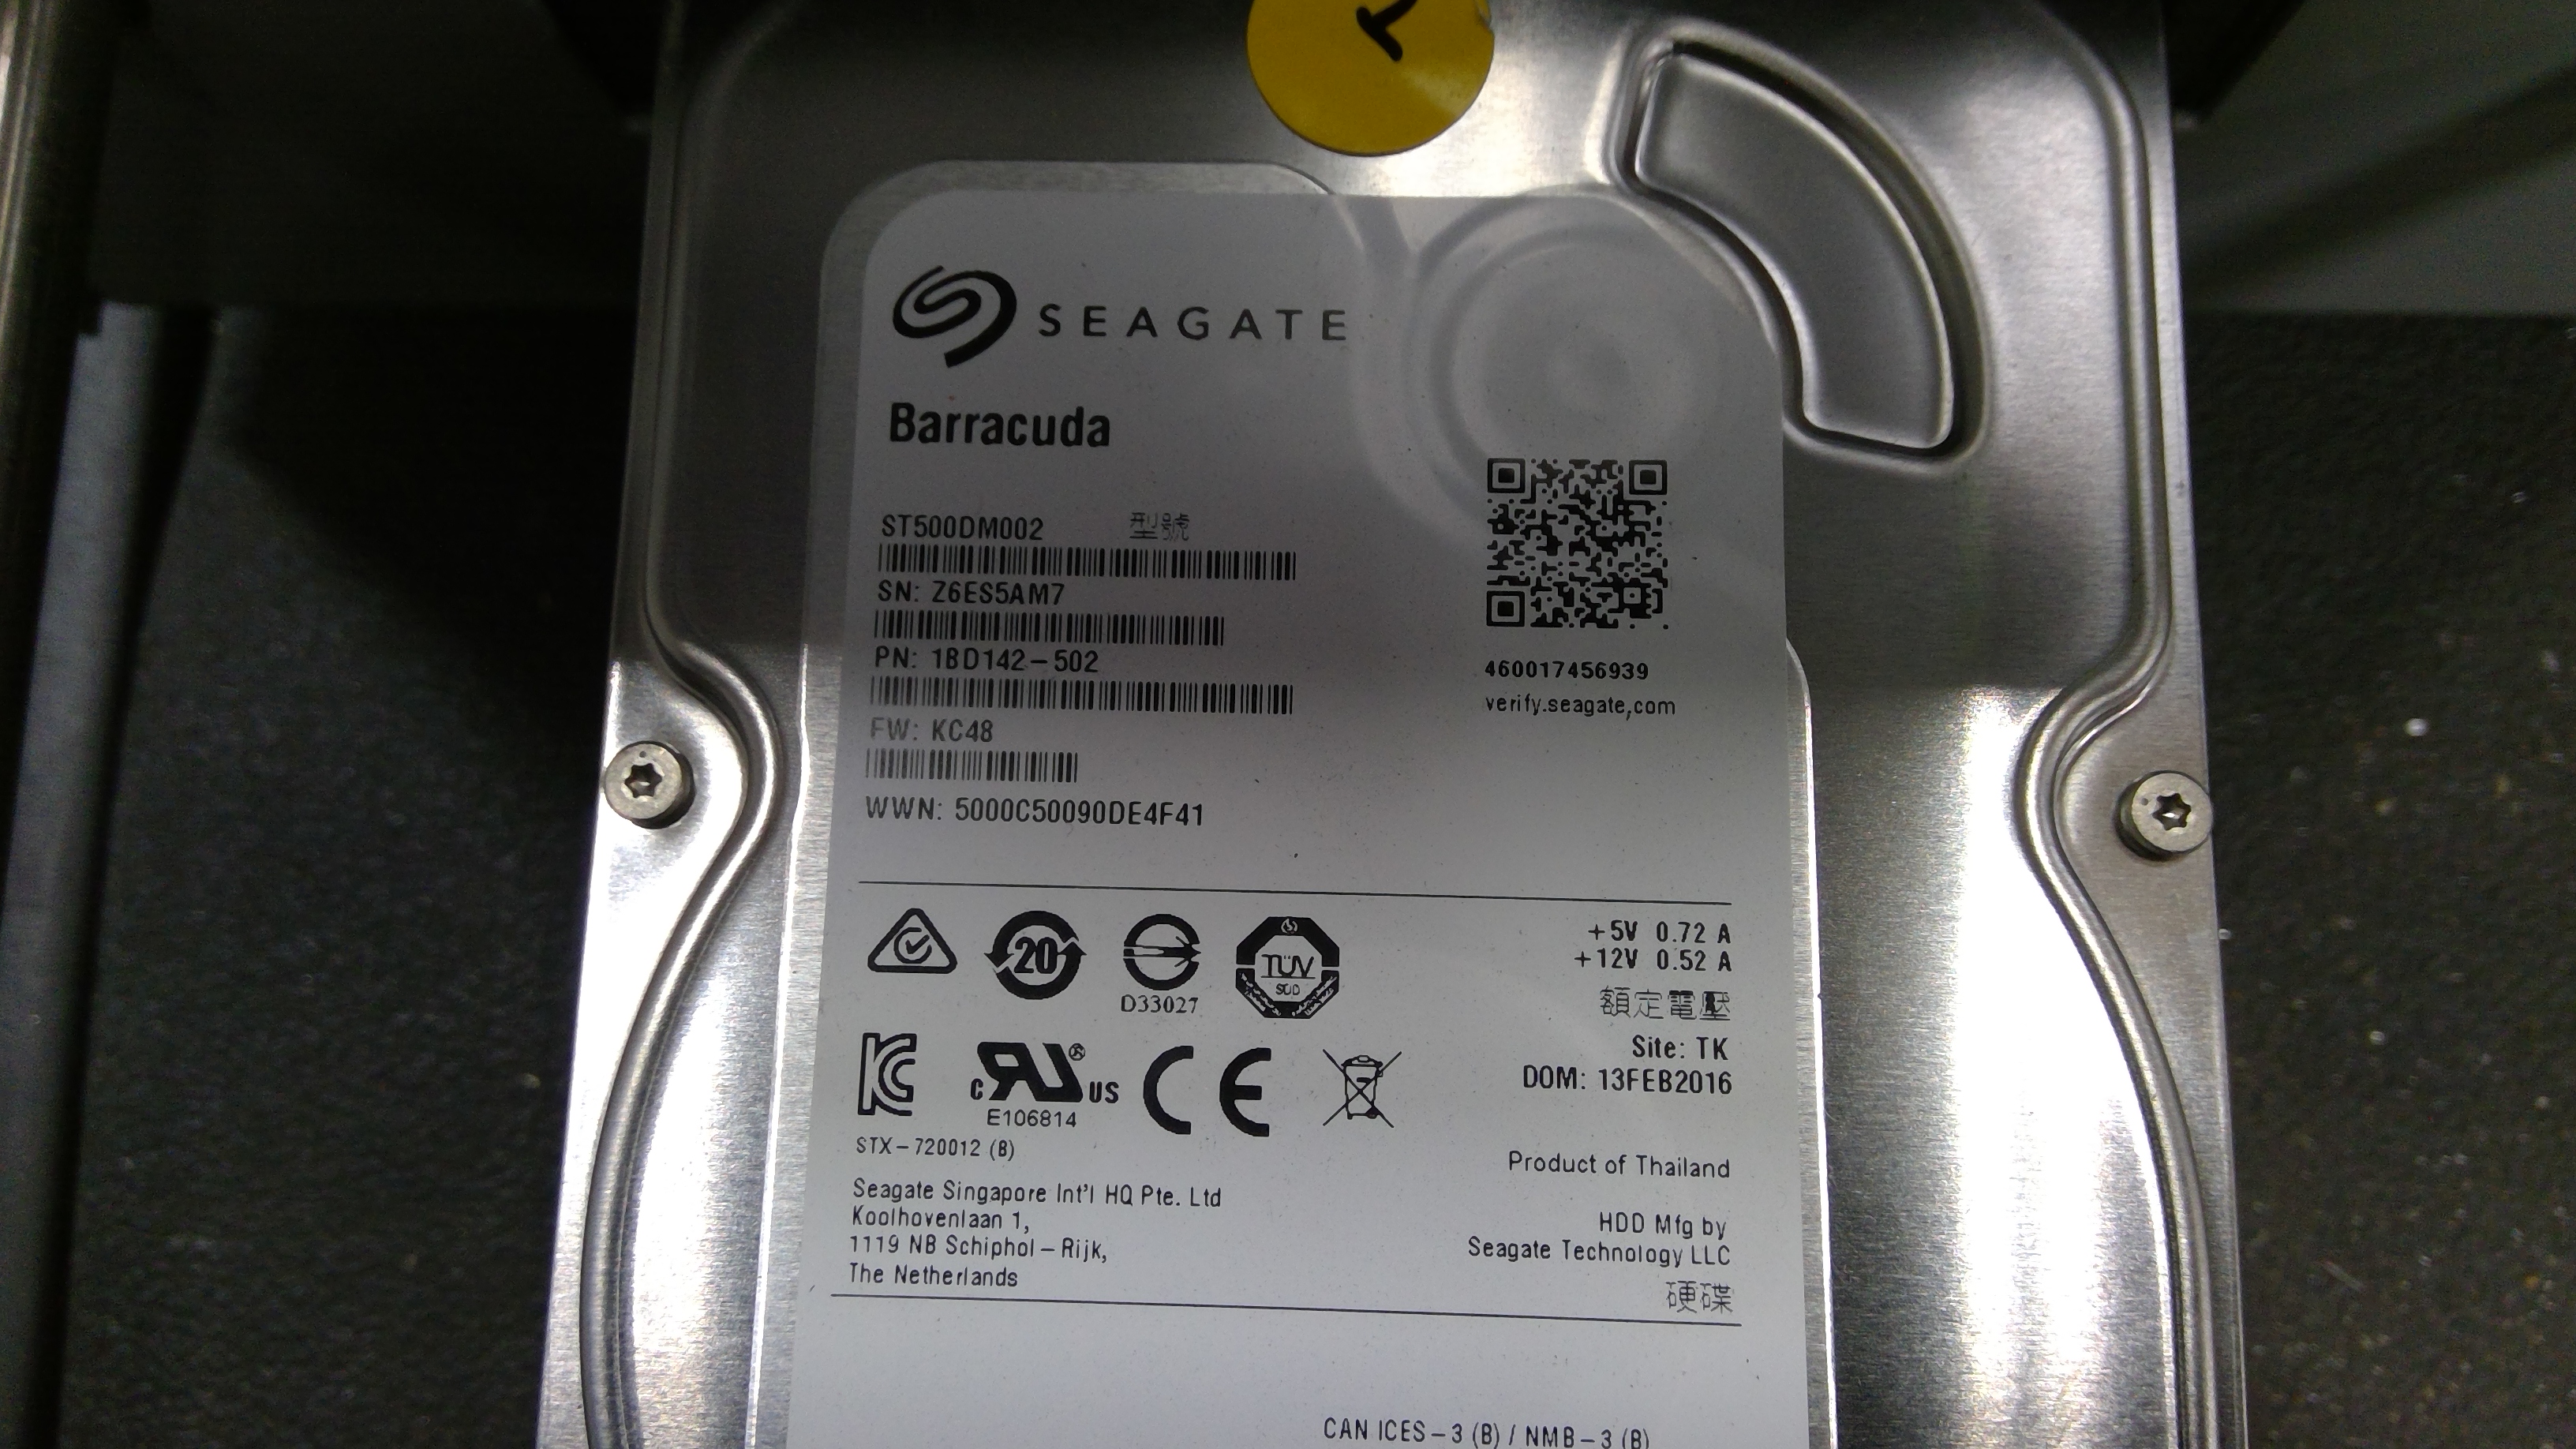 SEAGATE
Barracuda
ST500DM002 型號
SN: Z6ES5AM7
PN: 1BD142-502
FW: KC48
WWN: 5000C50090DE4F41
460017456939
verify.seagate.com
20
D33027
TÜV
SÜD
+5V 0.72 A
+12V 0.52 A
額定電壓
Site: TK
DOM: 13FEB2016
KC
c RU ® US
E106814
CE
STX-720012 (B)
Product of Thailand
Seagate Singapore Int'l HQ Pte. Ltd
Koolhovenlaan 1,
1119 NB Schiphol-Rijk,
The Netherlands
HDD Mfg by
Seagate Technology LLC
硬碟
CAN ICES-3 (B) / NMB-3 (B)